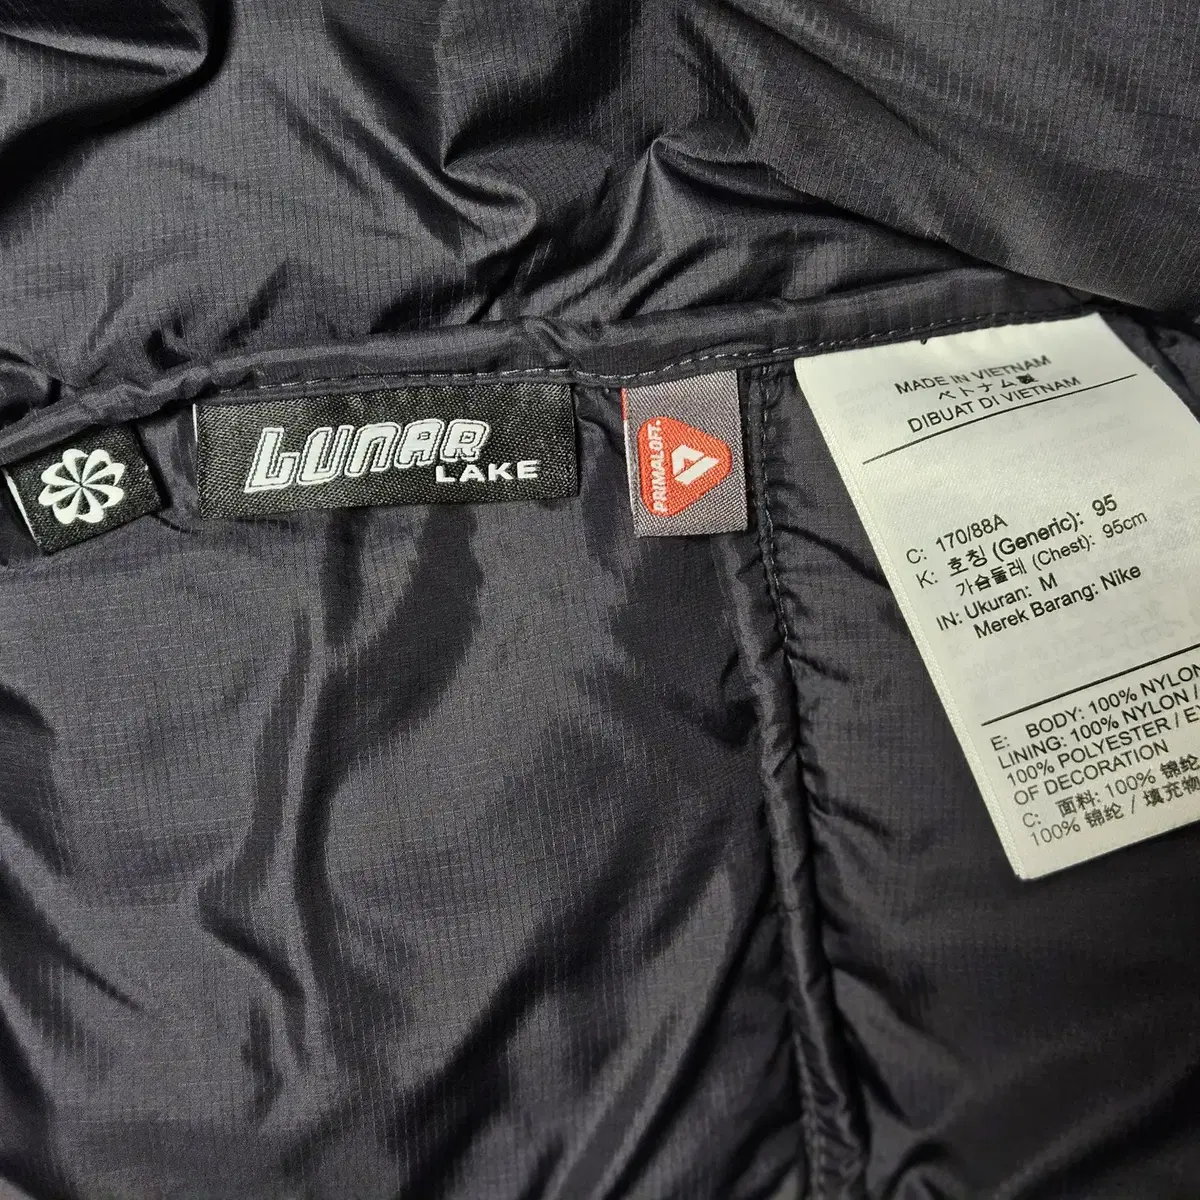 LUNAR
LAKE
PRIMALOFT.
MADE IN VIETNAM
ベトナム製
DIBUAT DI VIETNAM
C: 170/88A
K: 호칭 (Generic): 95
가슴둘레 (Chest): 95cm
IN: Ukuran: M
Merek Barang: Nike
E: BODY: 100% NYLON
LINING: 100% NYLON /
100% POLYESTER / EX
OF DECORATION
C: 面料: 100% 锦纶
100% 锦纶 / 填充物